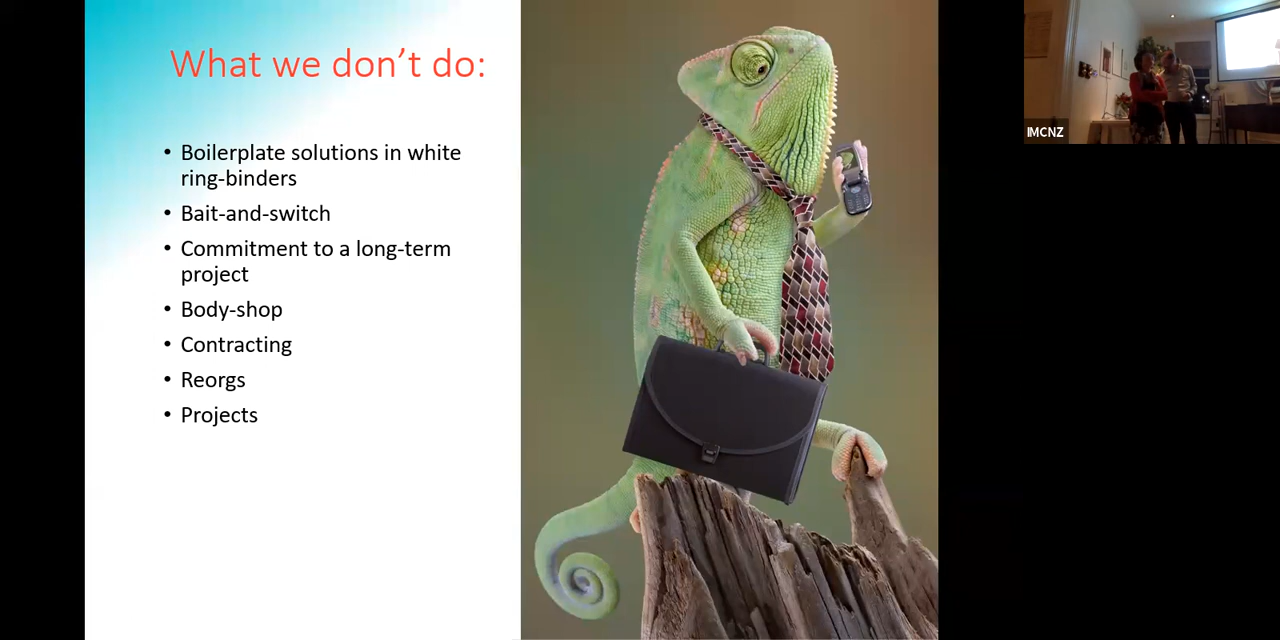 What we don’t do:
• Boilerplate solutions in white
ring-binders
• Bait-and-switch
• Commitment to a long-term
project
• Body-shop
• Contracting
• Reorgs
• Projects
IMCNZ